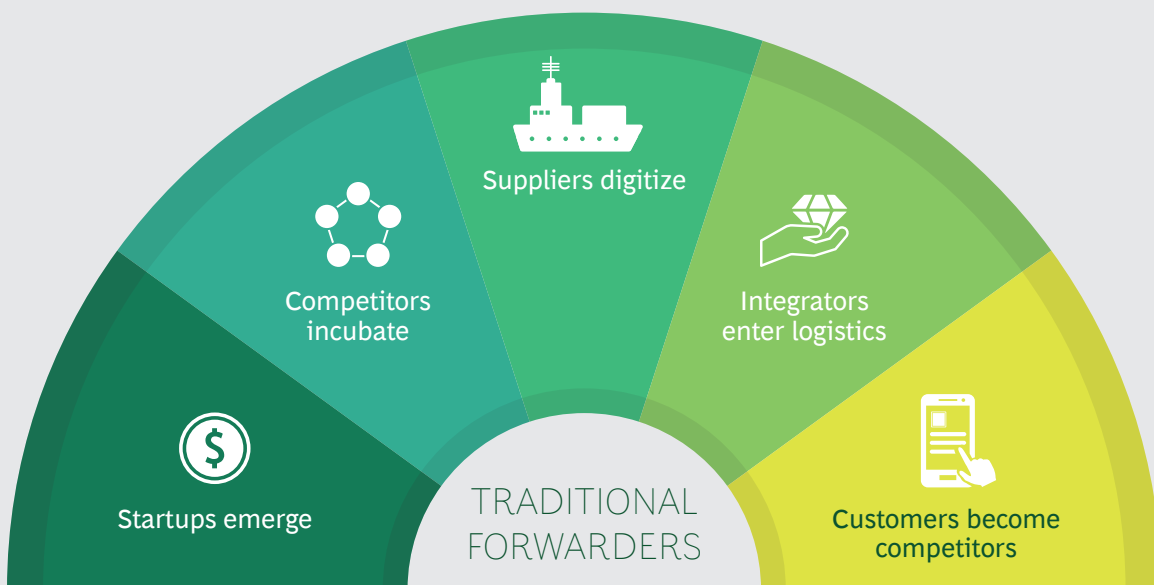 Suppliers digitize
Competitors
incubate
Integrators
enter logistics
Startups emerge
TRADITIONAL
FORWARDERS
Customers become
competitors